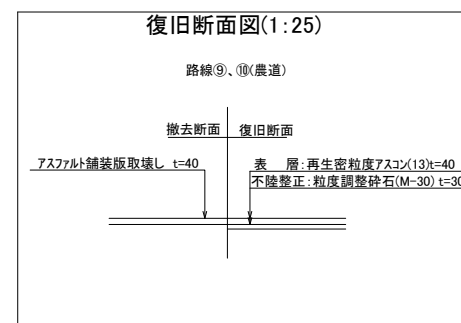 復旧断面図(1:25)
路線⑨、⑩(農道)
撤去断面 復旧断面
アスファルト舗装版取壊し t=40
表　層:再生密粒度アスコン(13)t=40
不陸整正:粒度調整砕石(M-30) t=30